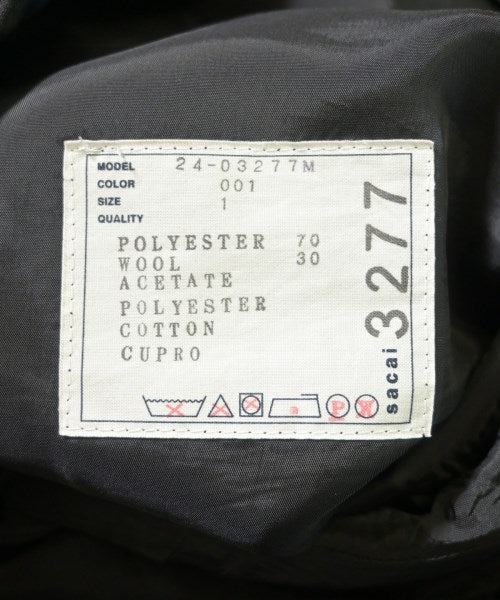 MODEL 24-03277M
COLOR 001
SIZE 1
QUALITY
POLYESTER 70
WOOL 30
ACETATE
POLYESTER
COTTON
CUPRO
P W
sacai 3277